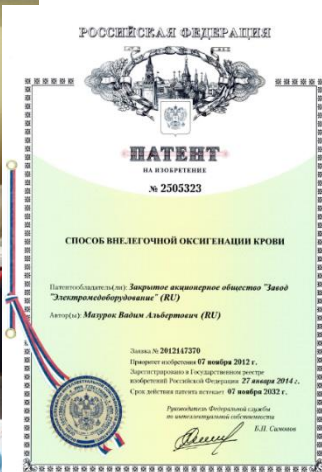 РОССИЙСКАЯ ФЕДЕРАЦИЯ
ПАТЕНТ
НА ИЗОБРЕТЕНИЕ
№ 2505323
СПОСОБ ВНЕЛЕГОЧНОЙ ОКСИГЕНАЦИИ КРОВИ
Патентообладатель(ли): Закрытое акционерное общество "Завод
"Электромедоборудование" (RU)
Автор(ы): Мазурок Вадим Альбертович (RU)
Заявка № 2012147370
Приоритет изобретения 07 ноября 2012 г.
Зарегистрировано в Государственном реестре
изобретений Российской Федерации 27 января 2014 г.
Срок действия патента истекает 07 ноября 2032 г.
Руководитель Федеральной службы
по интеллектуальной собственности
Б.П. Симонов